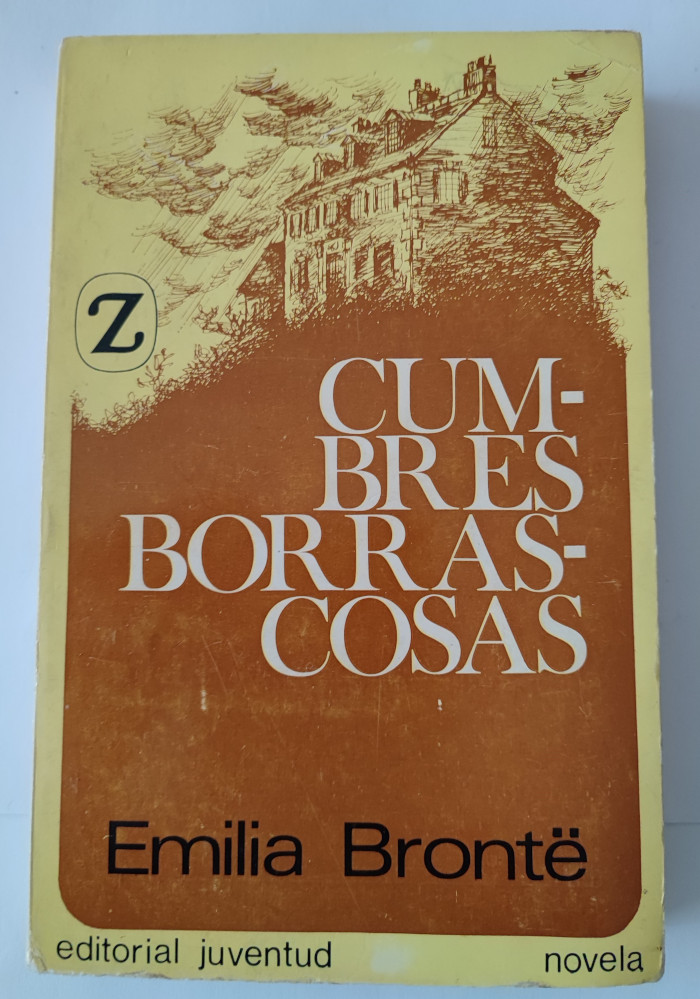 Z
CUM-
BRES
BORRAS-
COSAS
Emilia Brontë
editorial juventud novela